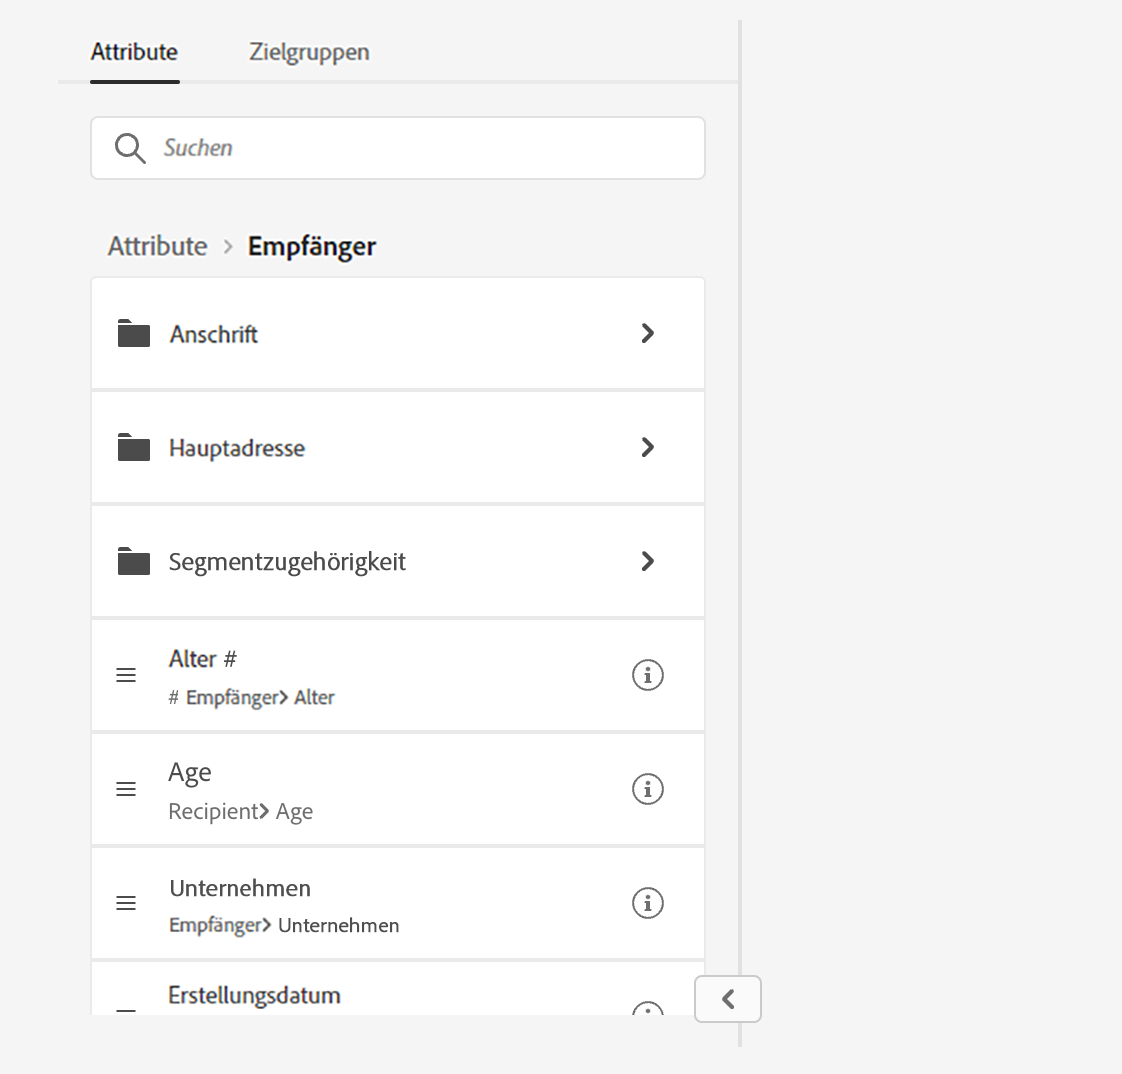 Attribute Zielgruppen
Suchen
Attribute > Empfänger
Anschrift
Hauptadresse
Segmentzugehörigkeit
Alter #
# Empfänger> Alter
Age
Recipient> Age
Unternehmen
Empfänger> Unternehmen
Erstellungsdatum